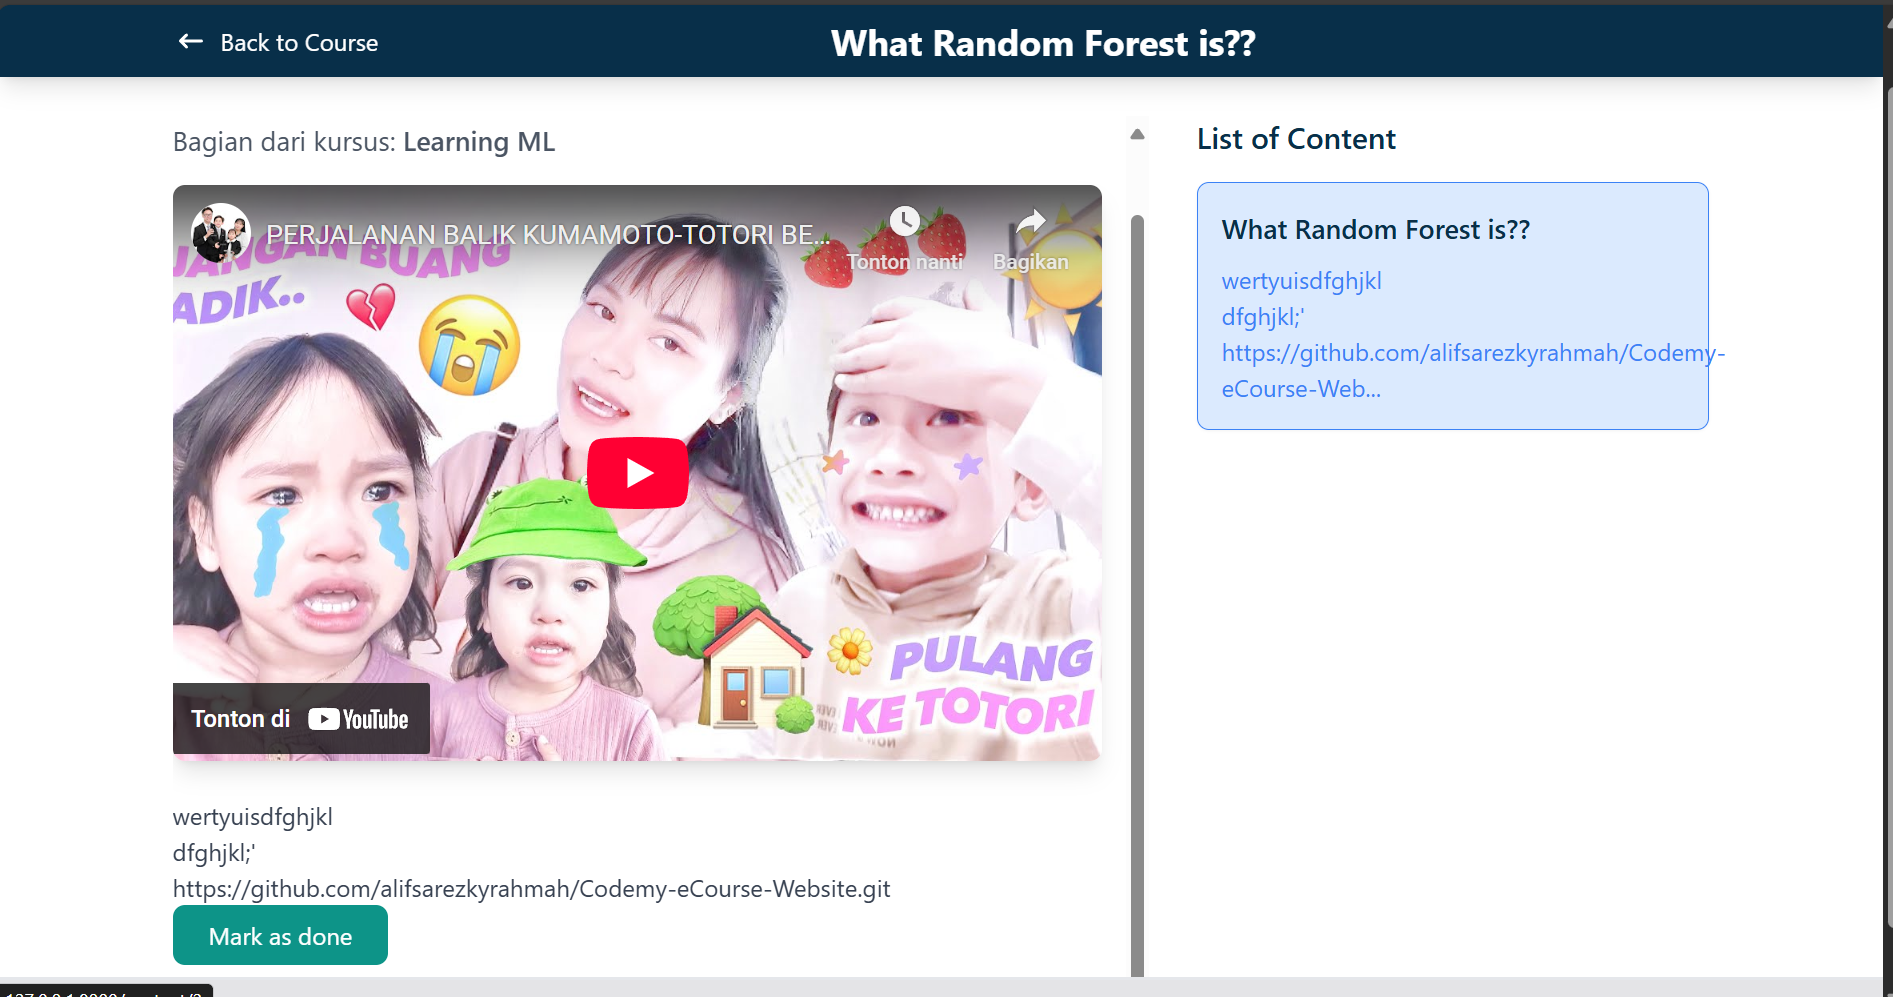 Back to Course
What Random Forest is??
Bagian dari kursus: Learning ML
PERJALANAN BALIK KUMAMOTO-TOTORI BE...
Tonton nanti
Bagikan
JANGAN BUANG
ADIK..
PULANG
KE TOTORI
Tonton di YouTube
wertyuisdfghjkl
dfghjkl;'
https://github.com/alifsarezkyrahmah/Codemy-eCourse-Website.git
Mark as done
List of Content
What Random Forest is??
wertyuisdfghjkl
dfghjkl;'
https://github.com/alifsarezkyrahmah/Codemy-
eCourse-Web...